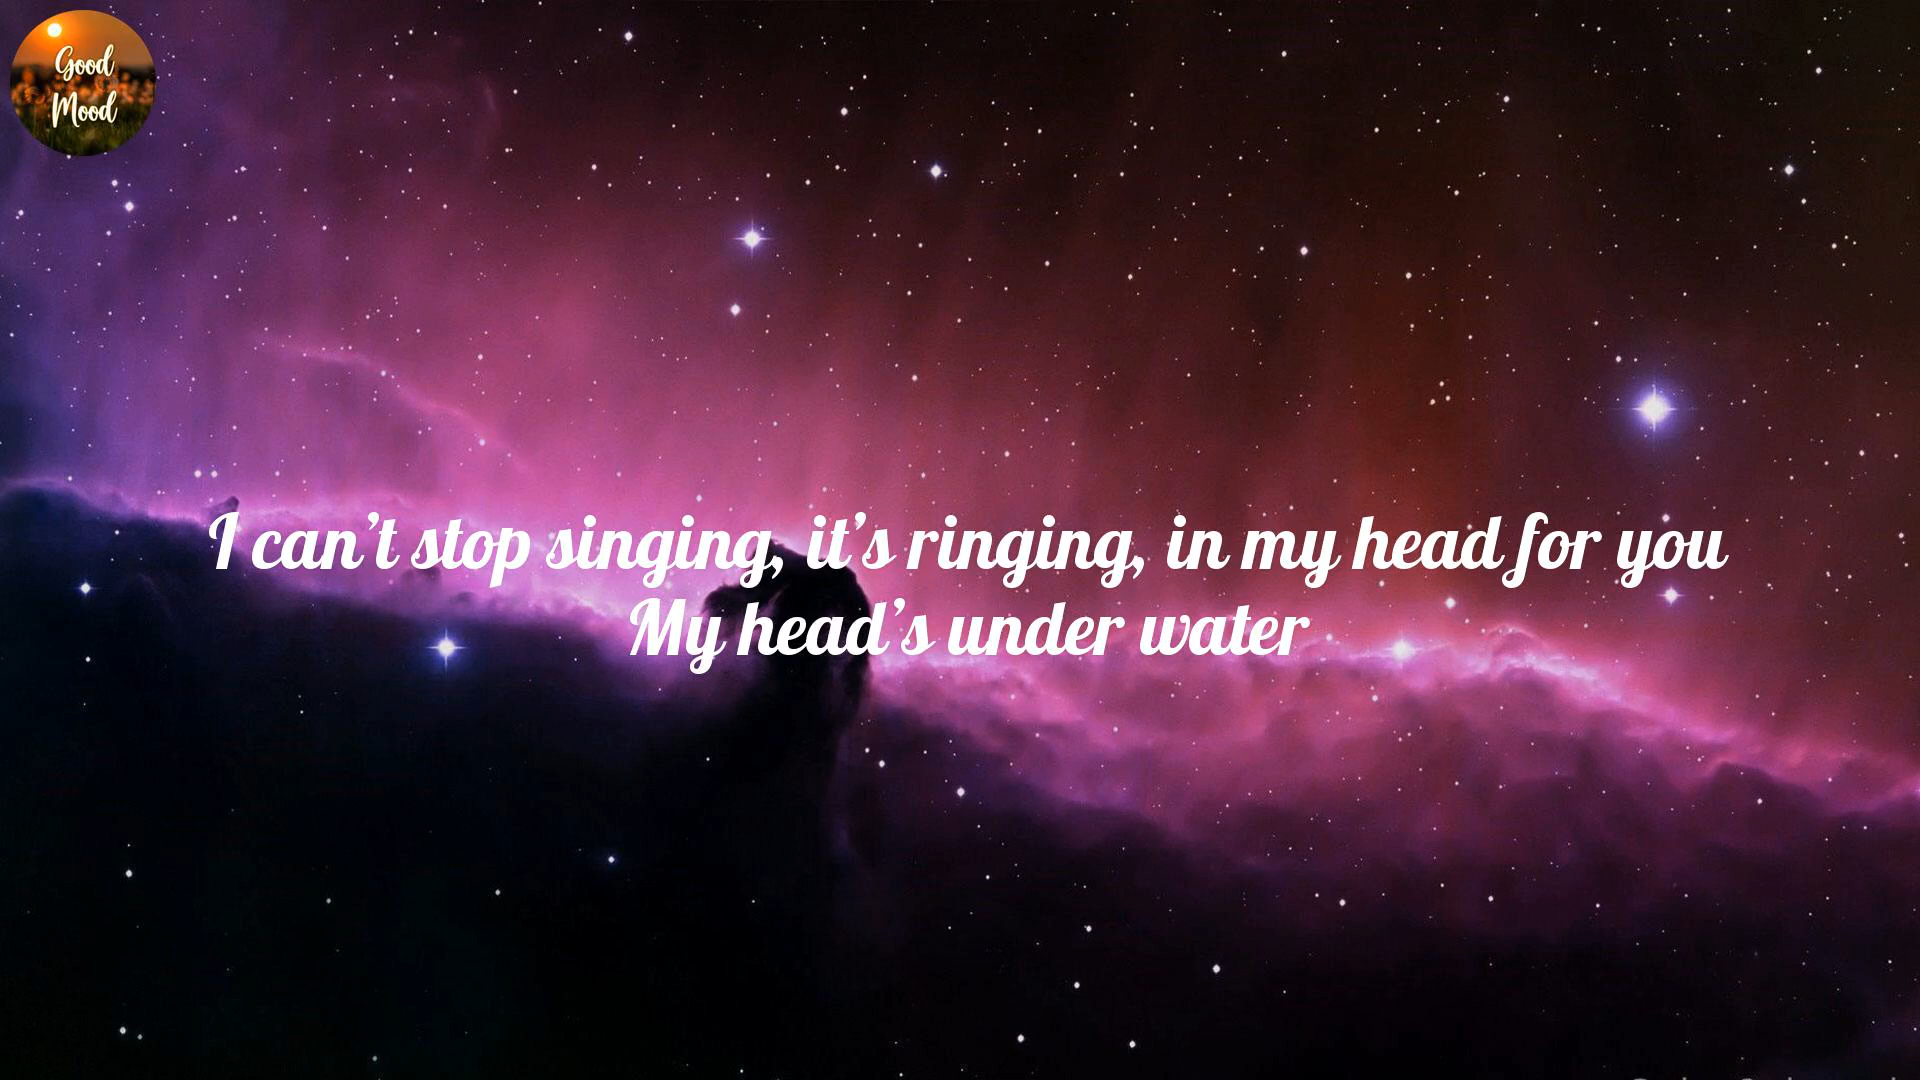 Good
Mood
I can’t stop singing, it’s ringing, in my head for you
My head’s under water